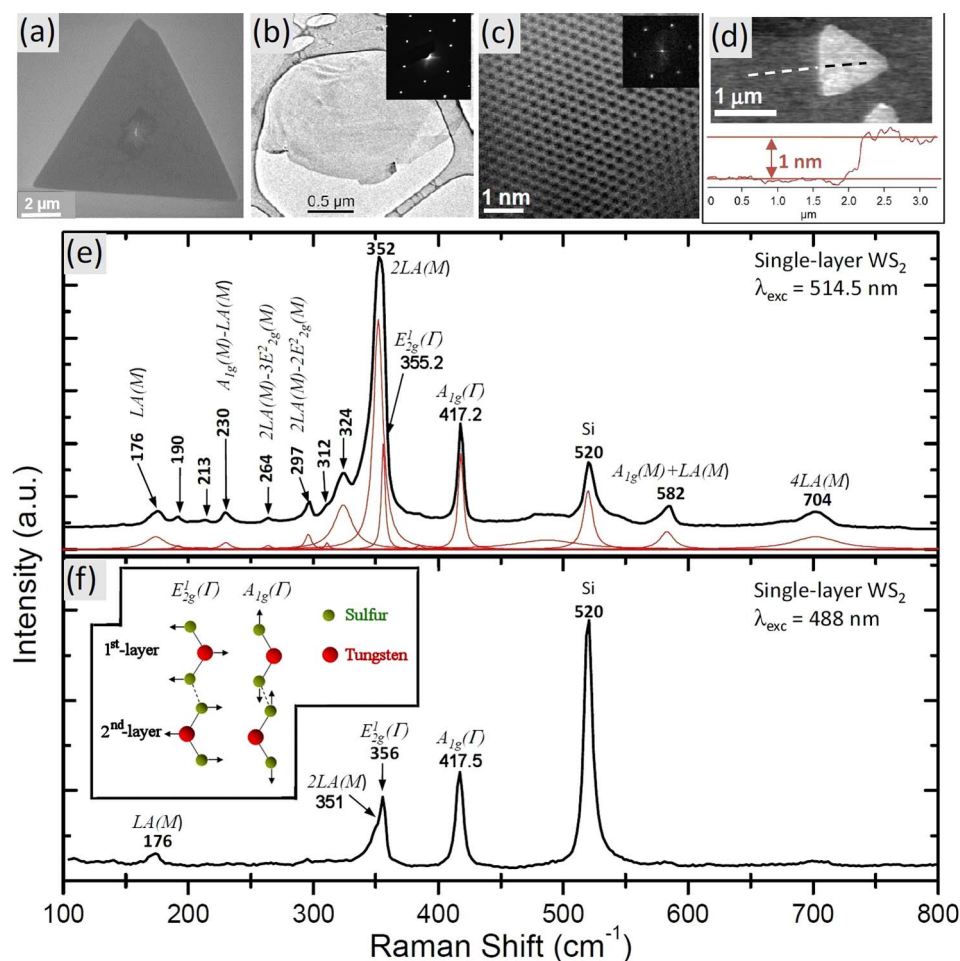 (a)
2 μm
(b)
0.5 μm
(c)
1 nm
(d)
1 μm
1 nm
0 0.5 1.0 1.5 2.0 2.5 3.0
μm
(e)
176 LA(M)
190
213
230 A₁g(M)-LA(M)
264 2LA(M)-3E²₂g(M)
297 2LA(M)-2E²₂g(M)
312
324
352
2LA(M)
E¹₂g(Γ)
355.2
A₁g(Γ)
417.2
Si
520
A₁g(M)+LA(M)
582
4LA(M)
704
Single-layer WS₂
λexc = 514.5 nm
(f)
E¹₂g(Γ) A₁g(Γ)
Sulfur
Tungsten
1st-layer
2nd-layer
LA(M)
176
2LA(M)
351
E¹₂g(Γ)
356
A₁g(Γ)
417.5
Si
520
Single-layer WS₂
λexc = 488 nm
Intensity (a.u.)
100 200 300 400 500 600 700 800
Raman Shift (cm⁻¹)